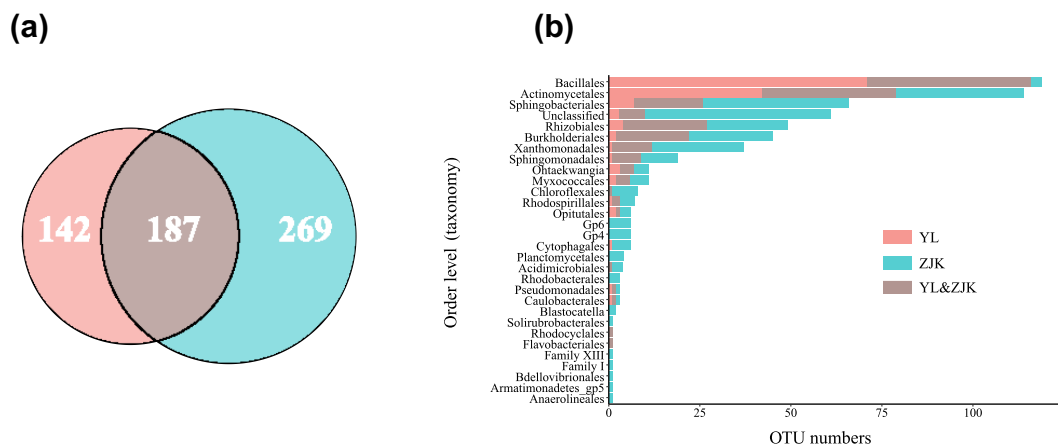 (a)
(b)
142
187
269
Order level (taxonomy)
Bacillales
Actinomycetales
Sphingobacteriales
Unclassified
Rhizobiales
Burkholderiales
Xanthomonadales
Sphingomonadales
Ohtaekwangia
Myxococcales
Chloroflexales
Rhodospirillales
Opitutales
Gp6
Gp4
Cytophagales
Planctomycetales
Acidimicrobiales
Rhodobacterales
Pseudomonadales
Caulobacterales
Blastocatella
Solirubrobacterales
Rhodocyclales
Flavobacteriales
Family XIII
Family I
Bdellovibrionales
Armatimonadetes_gp5
Anaerolineales
YL
ZJK
YL&ZJK
0 25 50 75 100
OTU numbers